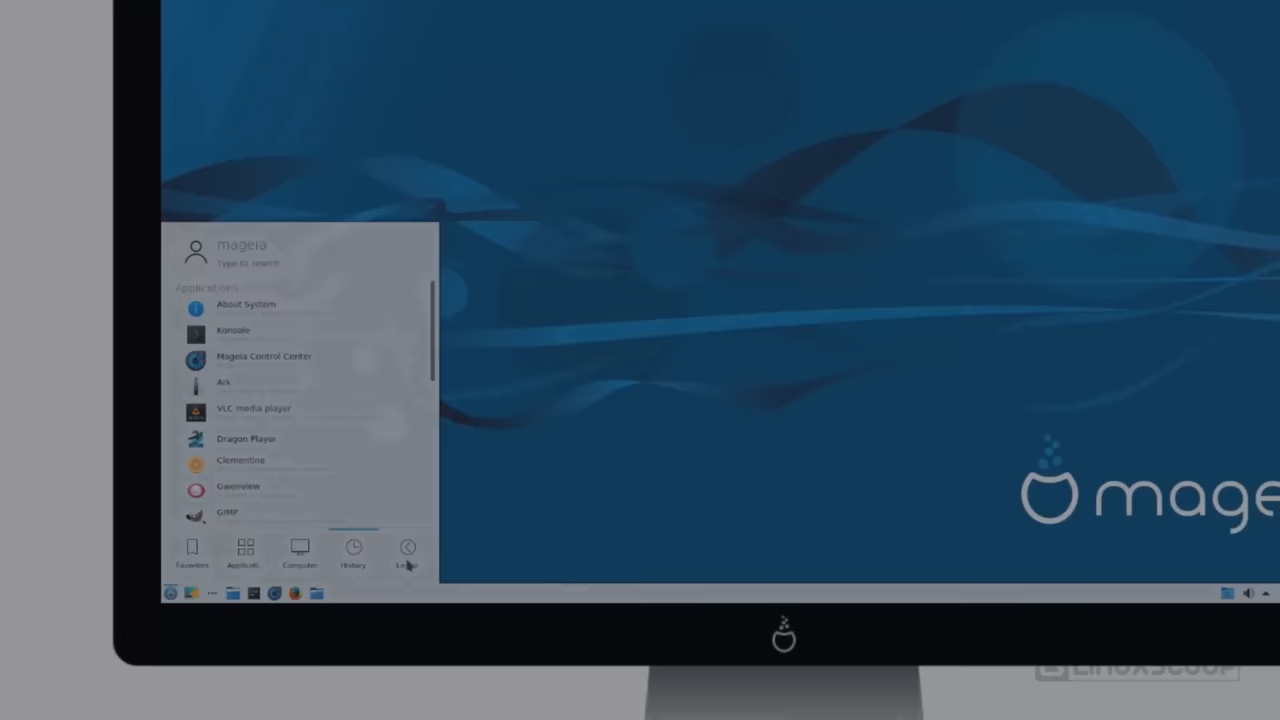 mageia
Type to search
Applications
About System
Konsole
Mageia Control Center
Ark
VLC media player
Dragon Player
Clementine
Gwenview
GIMP
Favorites
Applicati...
Computer
History
mage